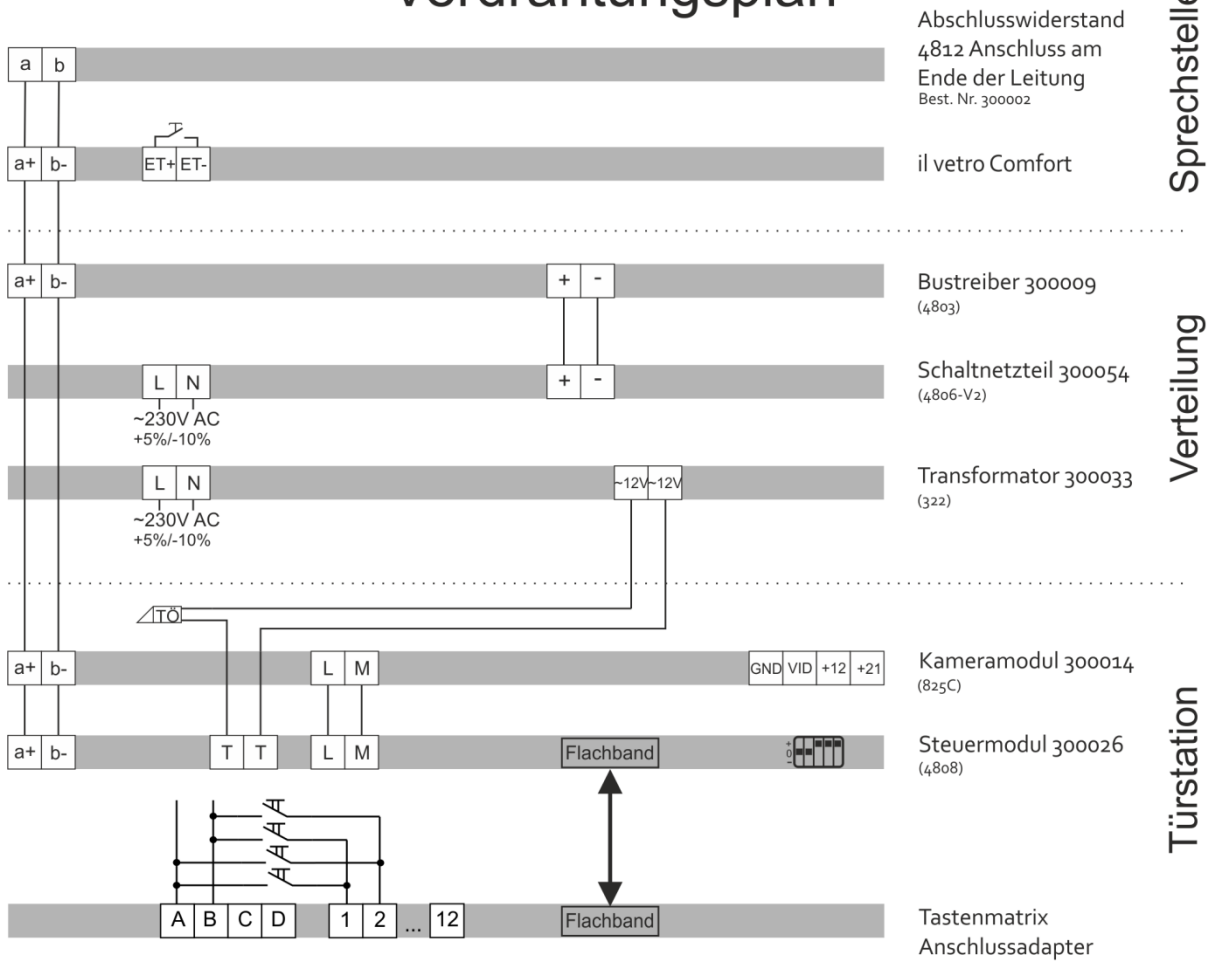 Verdrahtungsplan
Abschlusswiderstand
4812 Anschluss am
Ende der Leitung
Best. Nr. 300002
a b
Sprechstelle
a+ b- ET+ ET- il vetro Comfort
a+ b- + - Bustreiber 300009
(4803)
L N + - Schaltnetzteil 300054
(4806-V2)
~230V AC
+5%/-10%
Verteilung
L N ~12V ~12V Transformator 300033
(322)
~230V AC
+5%/-10%
TÖ
a+ b- L M GND VID +12 +21 Kameramodul 300014
(825C)
a+ b- T T L M Flachband + 0 - Steuermodul 300026
(4808)
Türstation
A B C D 1 2 ... 12 Flachband Tastenmatrix
Anschlussadapter